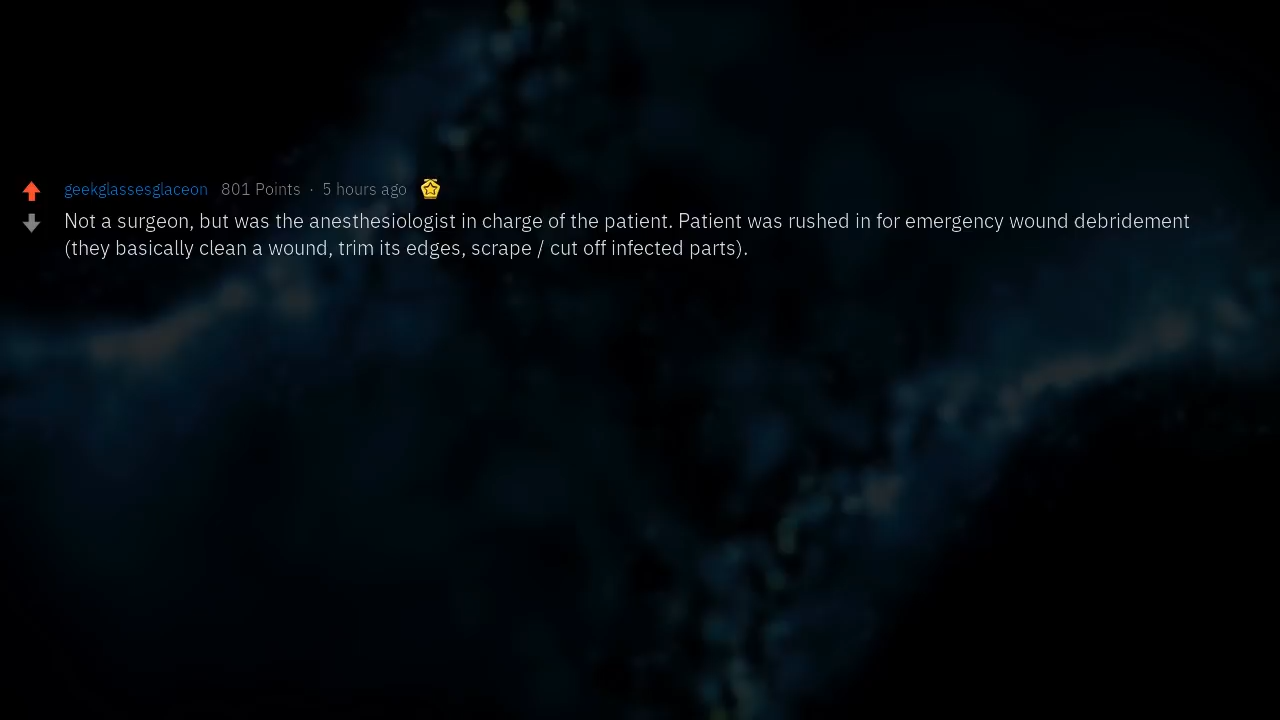 geekglassesglaceon 801 Points · 5 hours ago
Not a surgeon, but was the anesthesiologist in charge of the patient. Patient was rushed in for emergency wound debridement
(they basically clean a wound, trim its edges, scrape / cut off infected parts).